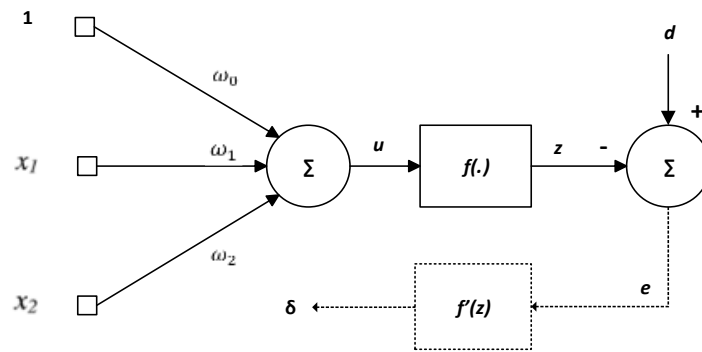 1
ω₀
d
+
x₁
ω₁
Σ
u
f(.)
z
-
Σ
ω₂
x₂
δ
f'(z)
e